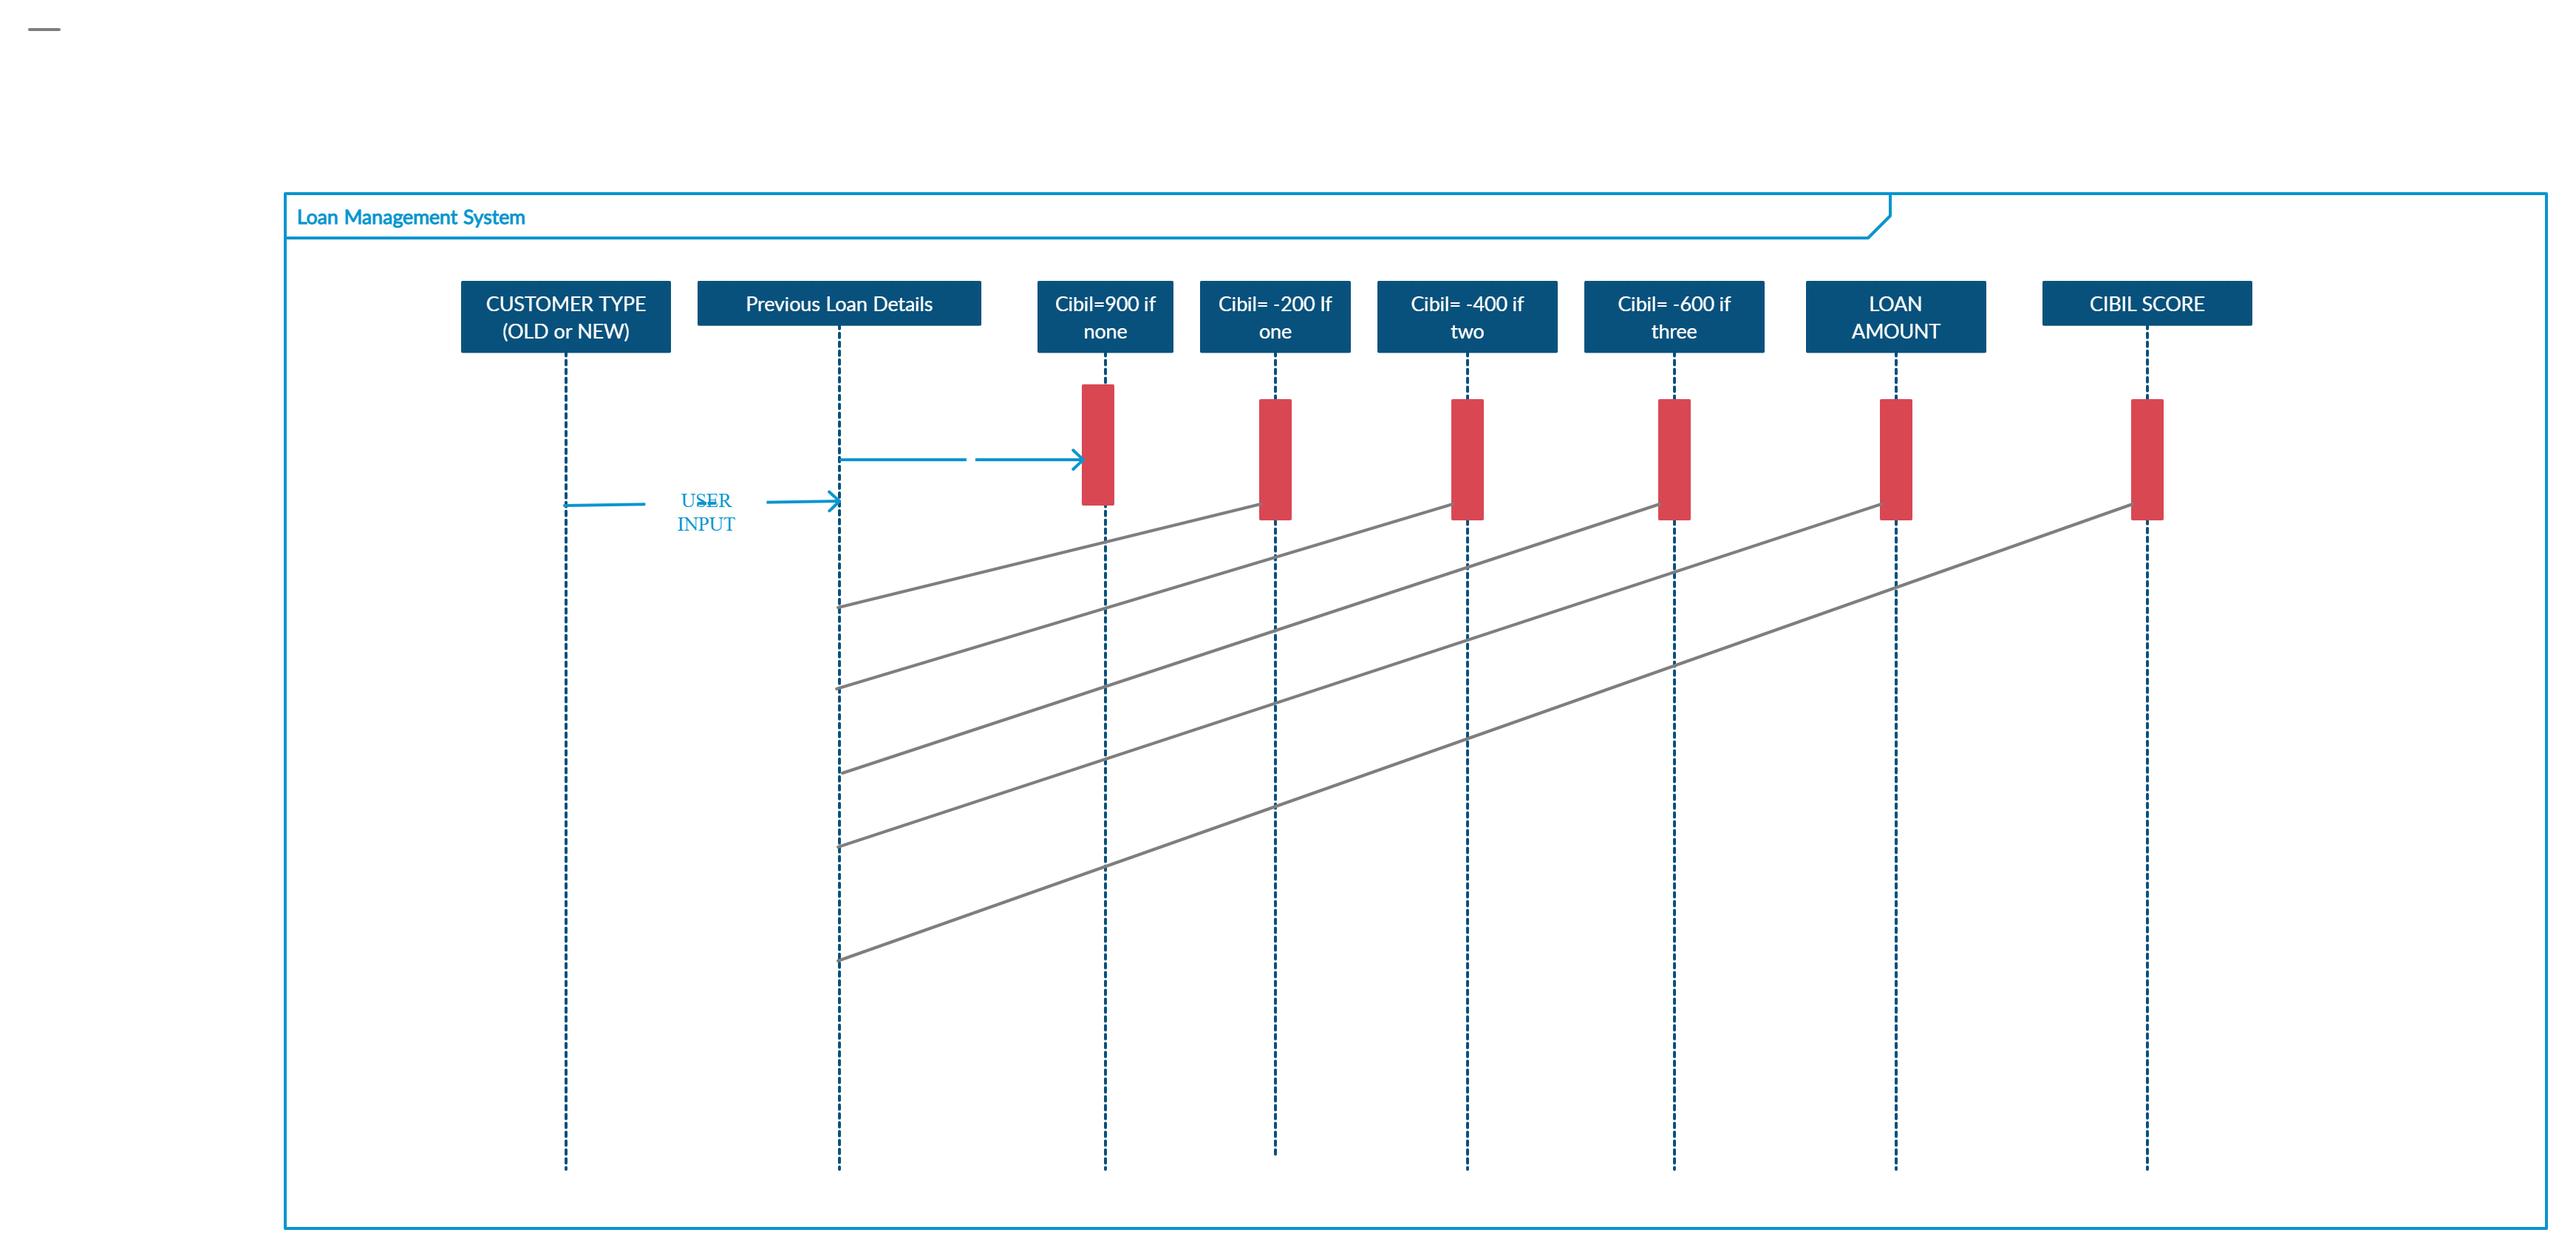 Loan Management System
CUSTOMER TYPE
(OLD or NEW)
Previous Loan Details
Cibil=900 if
none
Cibil= -200 If
one
Cibil= -400 if
two
Cibil= -600 if
three
LOAN
AMOUNT
CIBIL SCORE
USER
INPUT